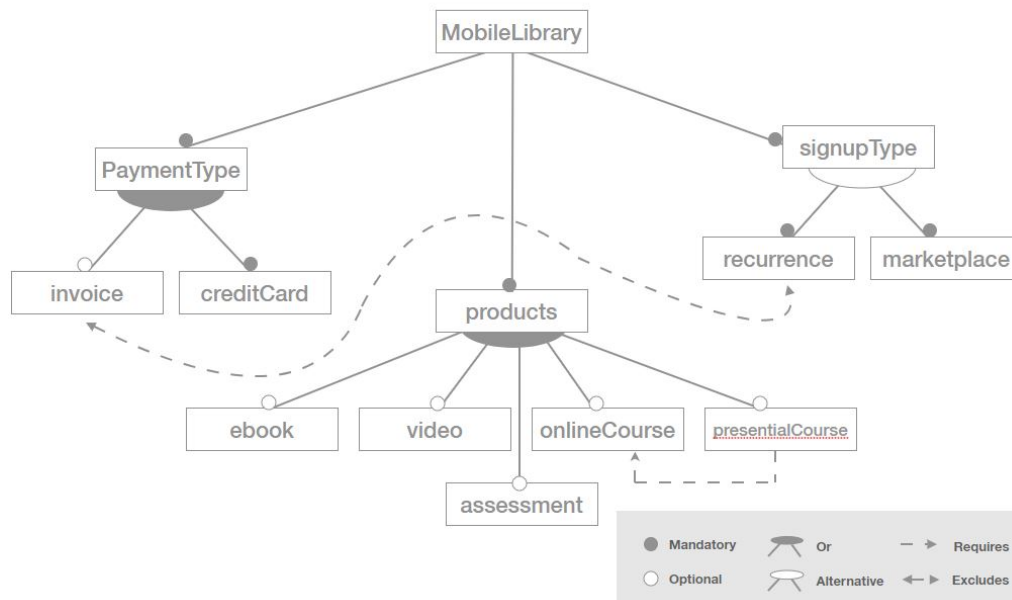 MobileLibrary
PaymentType
signupType
invoice
creditCard
recurrence
marketplace
products
ebook
video
onlineCourse
presentialCourse
assessment
Mandatory
Or
Requires
Optional
Alternative
Excludes